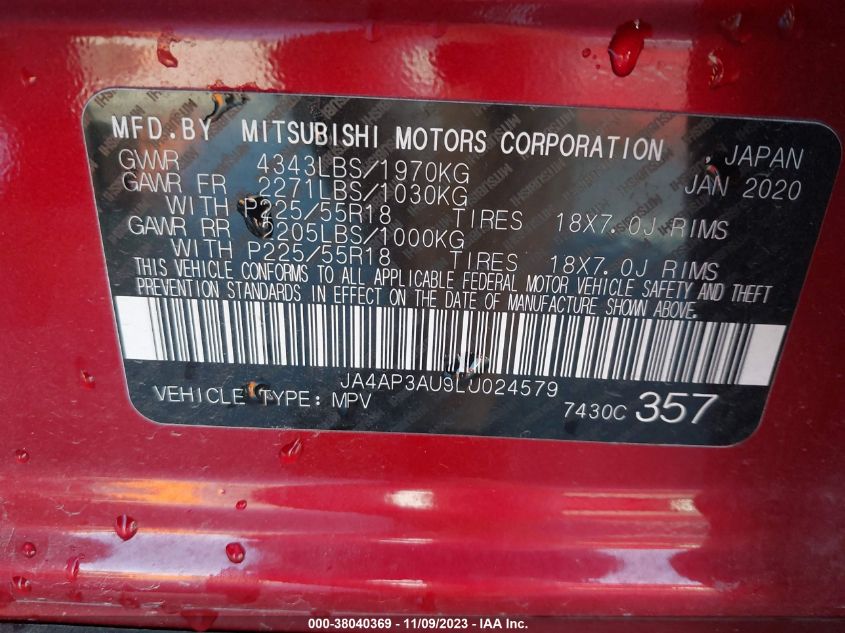 MFD.BY MITSUBISHI MOTORS CORPORATION , JAPAN
GVWR 4343LBS/1970KG JAN 2020
GAWR FR 2271LBS/1030KG
WITH P225/55R18 TIRES 18X7.0J RIMS
GAWR RR 2205LBS/1000KG
WITH P225/55R18 TIRES 18X7.0J RIMS
THIS VEHICLE CONFORMS TO ALL APPLICABLE FEDERAL MOTOR VEHICLE SAFETY AND THEFT
PREVENTION STANDARDS IN EFFECT ON THE DATE OF MANUFACTURE SHOWN ABOVE.
JA4AP3AU9LU024579
VEHICLE TYPE: MPV 7430C 357
000-38040369 - 11/09/2023 - IAAI Inc.